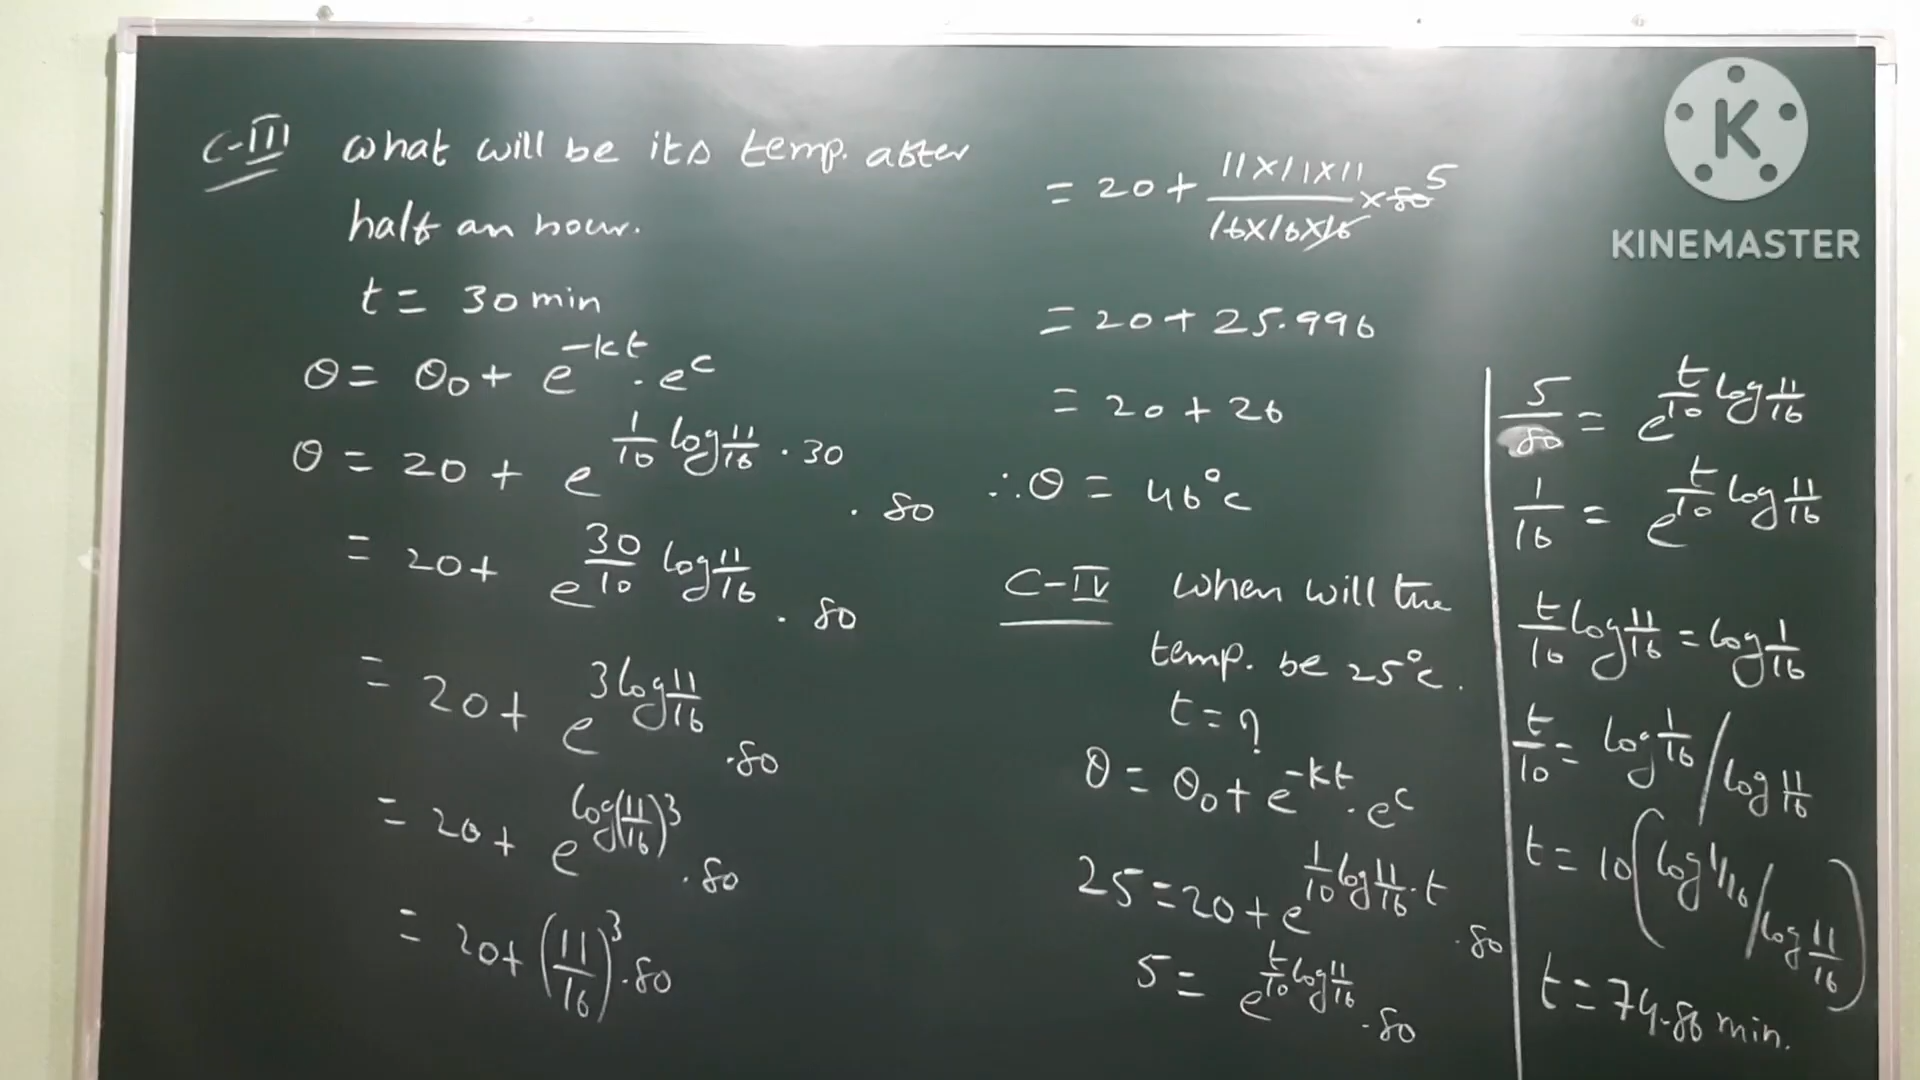 C-III what will be its temp. after
half an hour.
t = 30 min
θ = θ₀ + e^{-kt} . e^c
θ = 20 + e^{1/10 log 11/16 . 30} . 80
= 20 + e^{30/10 log 11/16} . 80
= 20 + e^{3 log 11/16} . 80
= 20 + e^{log(11/16)^3} . 80
= 20 + (11/16)^3 . 80
= 20 + 11×11×11/16×16×16 × 80 5
= 20 + 25.996
= 20 + 26
∴ θ = 46°c
C-IV when will the
temp. be 25°c.
t = ?
θ = θ₀ + e^{-kt} . e^c
25 = 20 + e^{1/10 log 11/16 . t} . 80
5 = e^{t/10 log 11/16} . 80
5/80 = e^{t/10 log 11/16}
1/16 = e^{t/10 log 11/16}
t/10 log 11/16 = log 1/16
t/10 = log 1/16 / log 11/16
t = 10 (log 1/16 / log 11/16)
t = 74.86 min.
K
KINEMASTER